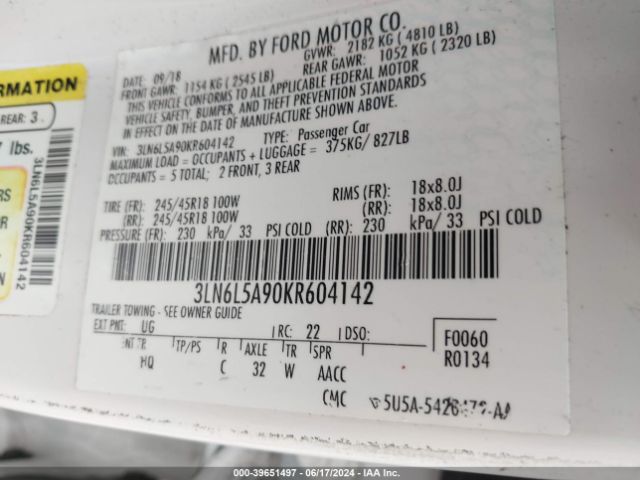 MFD. BY FORD MOTOR CO.
DATE: 09/18 GVWR: 2182 KG ( 4810 LB)
FRONT GAWR: 1154 KG ( 2545 LB) REAR GAWR: 1052 KG ( 2320 LB)
THIS VEHICLE CONFORMS TO ALL APPLICABLE FEDERAL MOTOR
VEHICLE SAFETY, BUMPER, AND THEFT PREVENTION STANDARDS
IN EFFECT ON THE DATE OF MANUFACTURE SHOWN ABOVE.
VIN: 3LN6L5A90KR604142 TYPE: Passenger Car
MAXIMUM LOAD = OCCUPANTS + LUGGAGE = 375KG/ 827LB
OCCUPANTS = 5 TOTAL; 2 FRONT, 3 REAR
TIRE (FR): 245/45R18 100W RIMS (FR): 18x8.0J
(RR): 245/45R18 100W (RR): 18x8.0J
PRESSURE (FR): 230 kPa/ 33 PSI COLD (RR): 230 kPa/ 33 PSI COLD
3LN6L5A90KR604142
TRAILER TOWING - SEE OWNER GUIDE
EXT PNT: UG RC: 22 DSO: F0060
INT TR TP/PS R AXLE TR SPR R0134
HQ C 32 W AACC
CMC
RMATION
REAR: 3
lbs.
RS
OR
3LN6L5A90KR604142
000-39651497 - 06/17/2024 - IAA Inc.